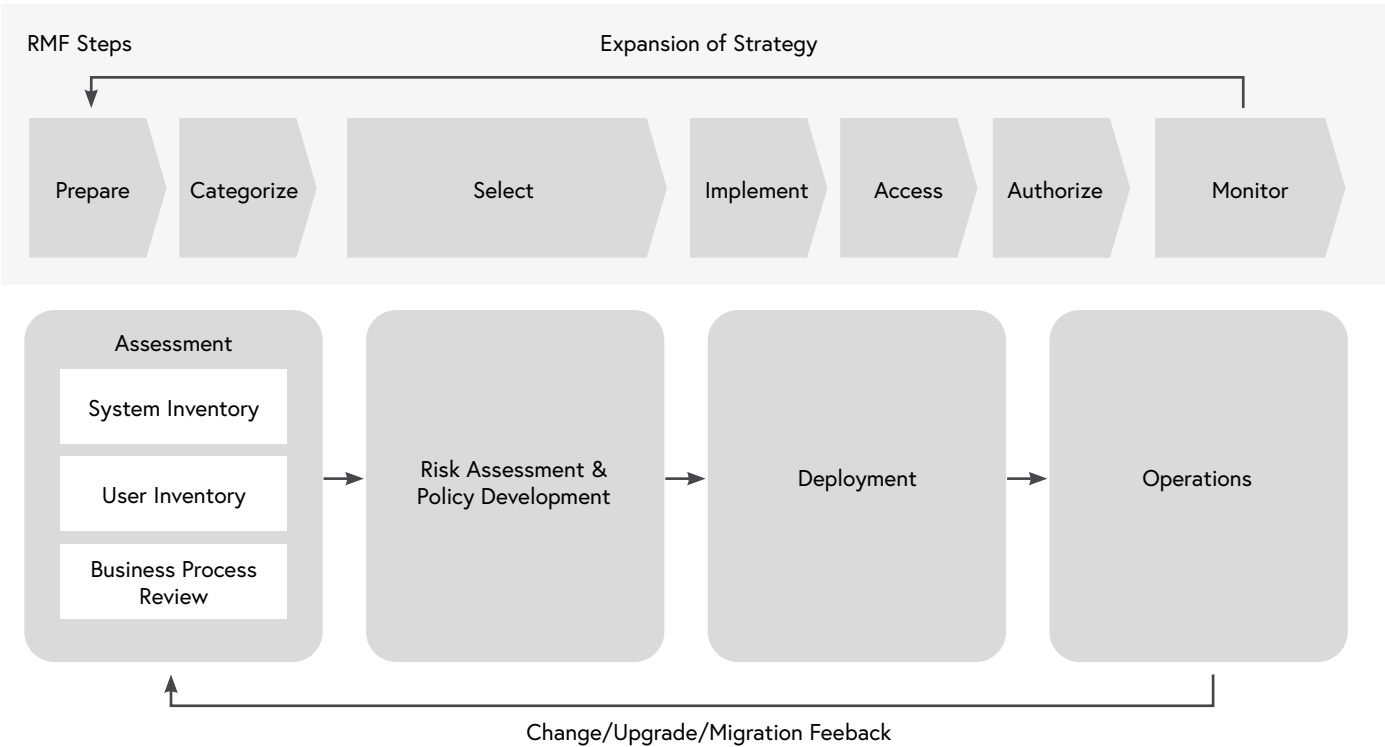 RMF Steps
Expansion of Strategy
Prepare
Categorize
Select
Implement
Access
Authorize
Monitor
Assessment
System Inventory
User Inventory
Business Process
Review
Risk Assessment &
Policy Development
Deployment
Operations
Change/Upgrade/Migration Feeback